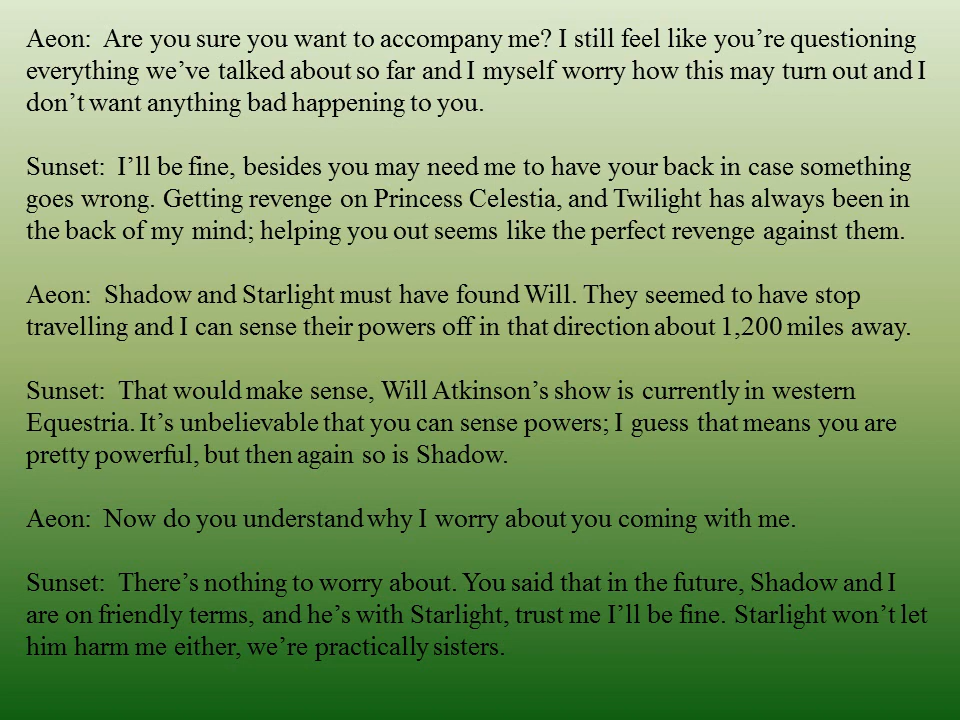 Aeon:  Are you sure you want to accompany me? I still feel like you’re questioning
everything we’ve talked about so far and I myself worry how this may turn out and I
don’t want anything bad happening to you.
Sunset:  I’ll be fine, besides you may need me to have your back in case something
goes wrong. Getting revenge on Princess Celestia, and Twilight has always been in
the back of my mind; helping you out seems like the perfect revenge against them.
Aeon:  Shadow and Starlight must have found Will. They seemed to have stop
travelling and I can sense their powers off in that direction about 1,200 miles away.
Sunset:  That would make sense, Will Atkinson’s show is currently in western
Equestria. It’s unbelievable that you can sense powers; I guess that means you are
pretty powerful, but then again so is Shadow.
Aeon:  Now do you understand why I worry about you coming with me.
Sunset:  There’s nothing to worry about. You said that in the future, Shadow and I
are on friendly terms, and he’s with Starlight, trust me I’ll be fine. Starlight won’t let
him harm me either, we’re practically sisters.